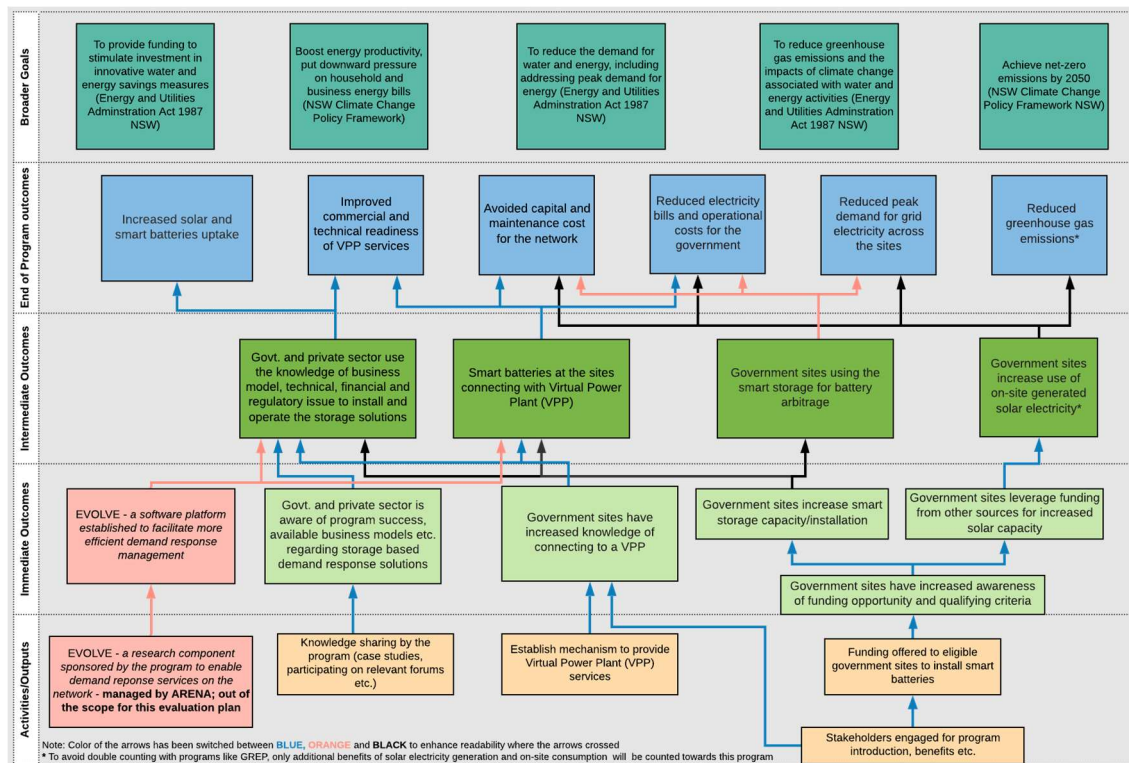 Broader Goals
To provide funding to
stimulate investment in
innovative water and
energy savings measures
(Energy and Utilities
Adminstration Act 1987
NSW)
Boost energy productivity,
put downward pressure
on household and
business energy bills
(NSW Climate Change
Policy Framework)
To reduce the demand for
water and energy, including
addressing peak demand for
energy (Energy and Utilities
Adminstration Act 1987
NSW)
To reduce greenhouse
gas emissions and the
impacts of climate change
associated with water and
energy activities (Energy
and Utilities Adminstration
Act 1987 NSW)
Achieve net-zero
emissions by 2050
(NSW Climate Change
Policy Framework NSW)
End of Program outcomes
Increased solar and
smart batteries uptake
Improved
commercial and
technical readiness
of VPP services
Avoided capital and
maintenance cost
for the network
Reduced electricity
bills and operational
costs for the
government
Reduced peak
demand for grid
electricity across
the sites
Reduced
greenhouse gas
emissions*
Intermediate Outcomes
Govt. and private sector use
the knowledge of business
model, technical, financial and
regulatory issue to install and
operate the storage solutions
Smart batteries at the sites
connecting with Virtual Power
Plant (VPP)
Government sites using the
smart storage for battery
arbitrage
Government sites
increase use of
on-site generated
solar electricity*
Immediate Outcomes
EVOLVE - a software platform
established to facilitate more
efficient demand response
management
Govt. and private sector is
aware of program success,
available business models etc.
regarding storage based
demand response solutions
Government sites have
increased knowledge of
connecting to a VPP
Government sites increase smart
storage capacity/installation
Government sites leverage funding
from other sources for increased
solar capacity
Government sites have increased awareness
of funding opportunity and qualifying criteria
Activities/Outputs
EVOLVE - a research component
sponsored by the program to enable
demand reponse services on the
network - managed by ARENA; out of
the scope for this evaluation plan
Knowledge sharing by the
program (case studies,
participating on relevant forums
etc.)
Establish mechanism to provide
Virtual Power Plant (VPP)
services
Funding offered to eligible
government sites to install smart
batteries
Stakeholders engaged for program
introduction, benefits etc.
Note: Color of the arrows has been switched between BLUE, ORANGE and BLACK to enhance readability where the arrows crossed
* To avoid double counting with programs like GREP, only additional benefits of solar electricity generation and on-site consumption will be counted towards this program